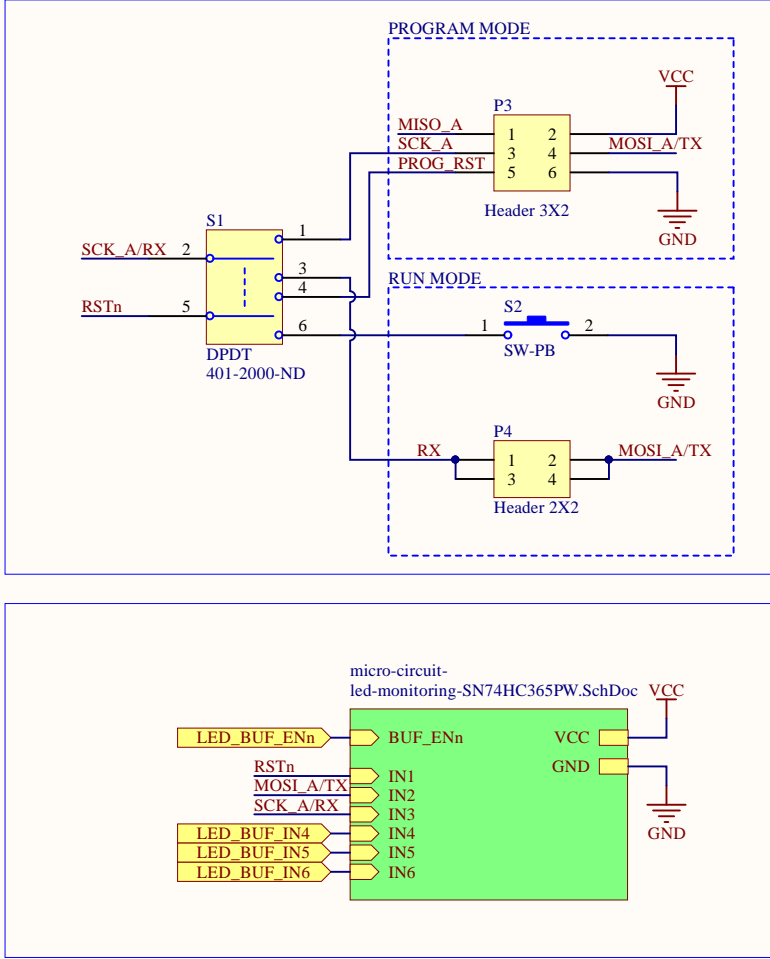 PROGRAM MODE
VCC
P3
MISO_A 1 2
SCK_A 3 4 MOSI_A/TX
PROG_RST 5 6
Header 3X2
GND
S1
1
SCK_A/RX 2
3
4
RSTn 5
6
DPDT
401-2000-ND
RUN MODE
S2
1 2
SW-PB
GND
P4
RX 1 2 MOSI_A/TX
3 4
Header 2X2
micro-circuit-
led-monitoring-SN74HC365PW.SchDoc
VCC
LED_BUF_ENn BUF_ENn VCC
GND
RSTn IN1
MOSI_A/TX IN2
SCK_A/RX IN3
LED_BUF_IN4 IN4
GND
LED_BUF_IN5 IN5
LED_BUF_IN6 IN6